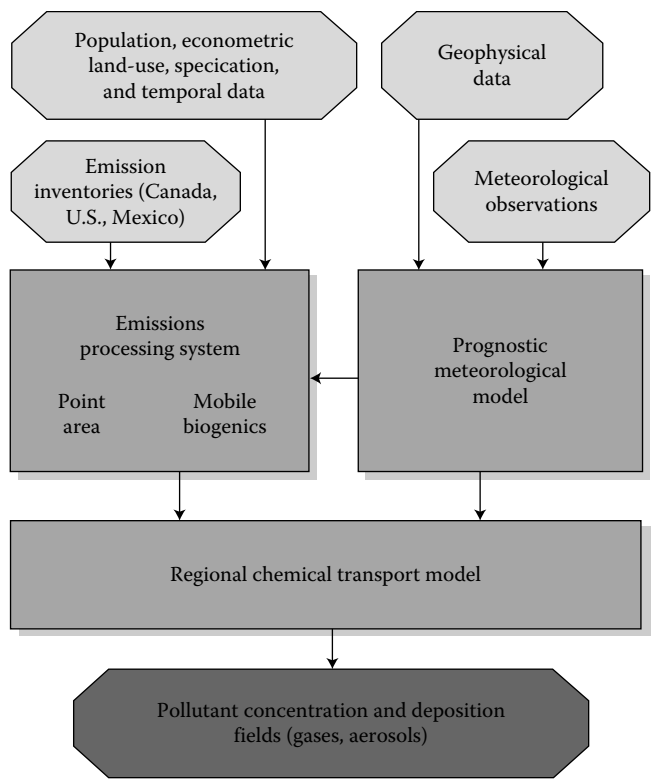 Population, econometric
land-use, specication,
and temporal data
Geophysical
data
Emission
inventories (Canada,
U.S., Mexico)
Meteorological
observations
Emissions
processing system
Point
area
Mobile
biogenics
Prognostic
meteorological
model
Regional chemical transport model
Pollutant concentration and deposition
fields (gases, aerosols)